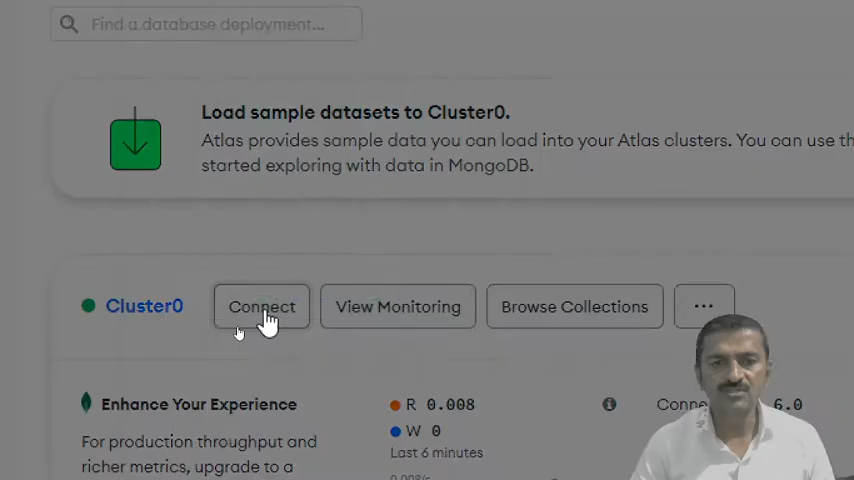 Find a database deployment...
Load sample datasets to Cluster0.
Atlas provides sample data you can load into your Atlas clusters. You can use
started exploring with data in MongoDB.
Cluster0
Connect
View Monitoring
Browse Collections
...
Enhance Your Experience
For production throughput and
richer metrics, upgrade to a
R 0.008
W 0
Last 6 minutes
0.008/s
6.0